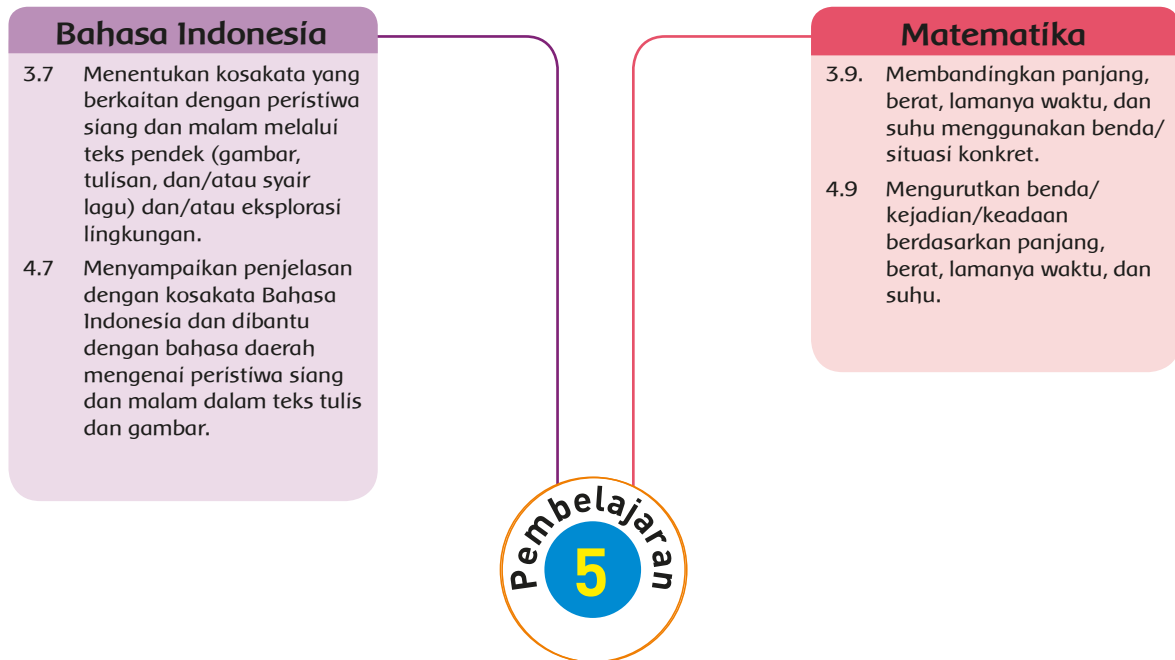 Bahasa Indonesia
3.7 Menentukan kosakata yang
berkaitan dengan peristiwa
siang dan malam melalui
teks pendek (gambar,
tulisan, dan/atau syair
lagu) dan/atau eksplorasi
lingkungan.
4.7 Menyampaikan penjelasan
dengan kosakata Bahasa
Indonesia dan dibantu
dengan bahasa daerah
mengenai peristiwa siang
dan malam dalam teks tulis
dan gambar.
Matematika
3.9. Membandingkan panjang,
berat, lamanya waktu, dan
suhu menggunakan benda/
situasi konkret.
4.9 Mengurutkan benda/
kejadian/keadaan
berdasarkan panjang,
berat, lamanya waktu, dan
suhu.
Pembelajaran
5